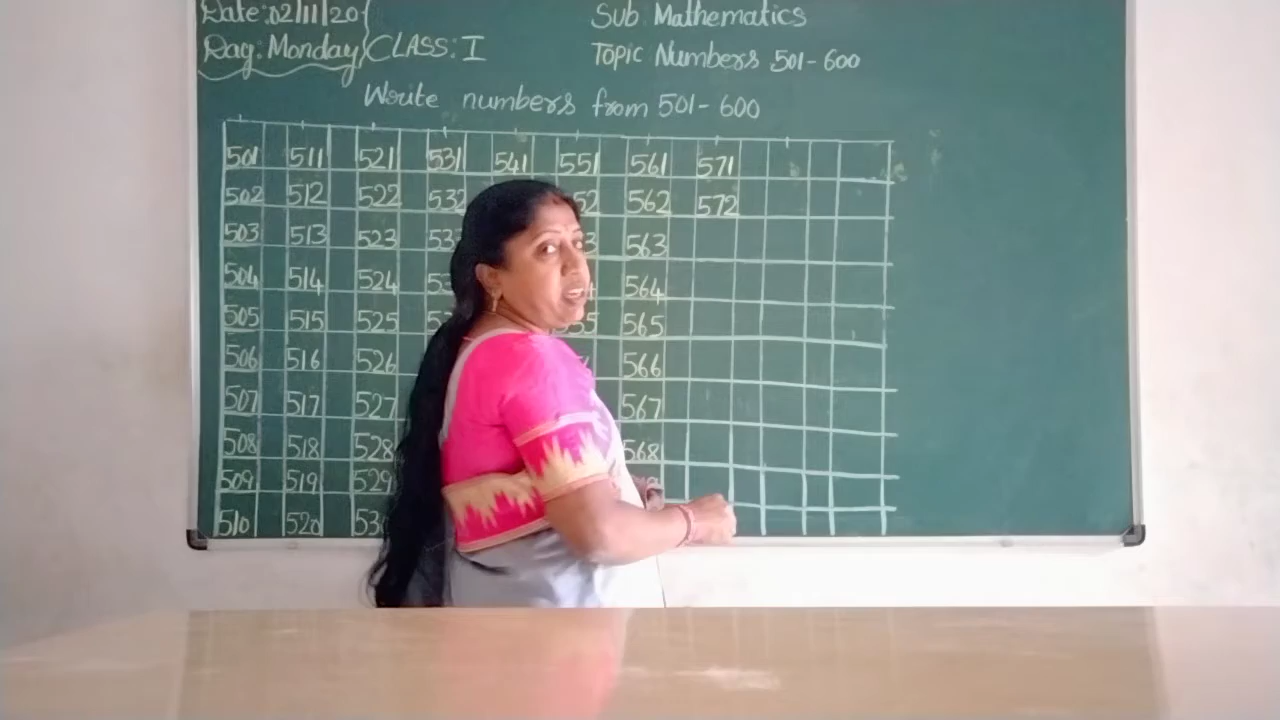 Date: 02/11/20 Sub Mathematics
Day: Monday CLASS: I Topic Numbers 501-600
Write numbers from 501-600
501 511 521 531 541 551 561 571
502 512 522 532 562 572
503 513 523 563
504 514 524 564
505 515 525 565
506 516 526 566
507 517 527 567
508 518 528 568
509 519 529
510 520